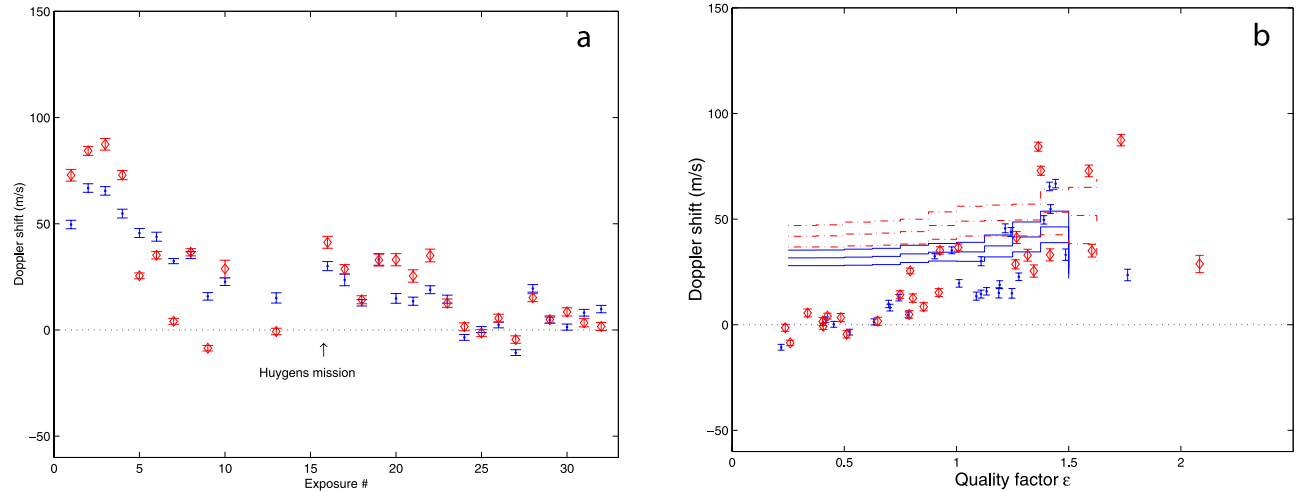 a
150
100
50
0
−50
0 5 10 15 20 25 30
Doppler shift (m/s)
Exposure #
Huygens mission
b
150
100
50
0
−50
0 0.5 1 1.5 2
Doppler shift (m/s)
Quality factor ε